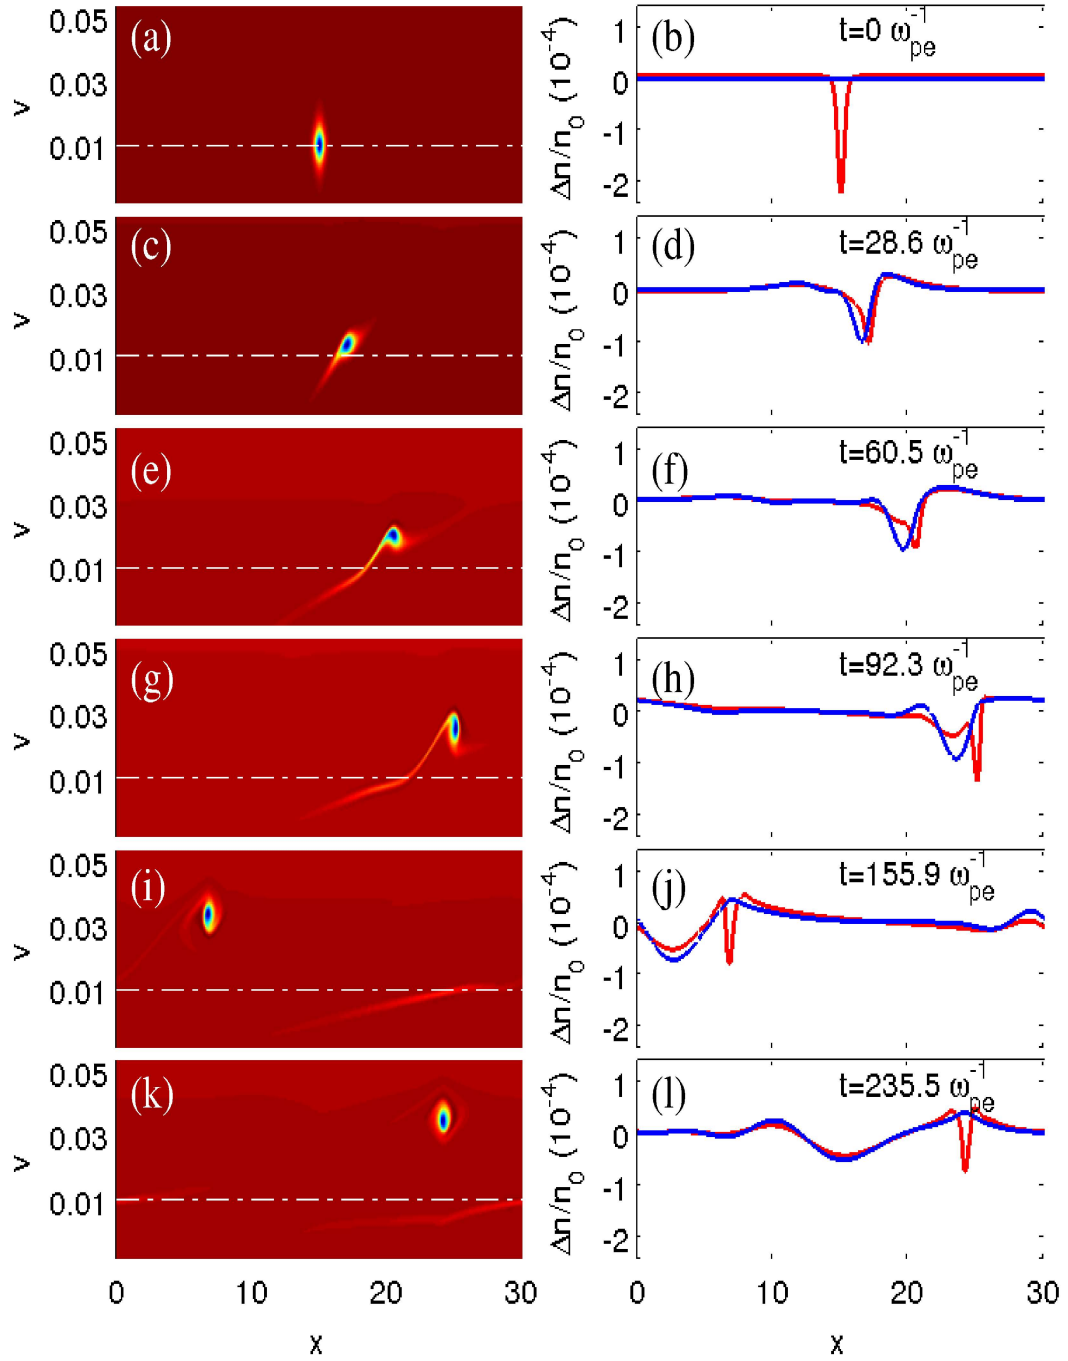 (a)
0.05
0.03
0.01
v
(b)
t=0 ω_pe^-1
1
0
-1
-2
Δn/n_0 (10^-4)
(c)
0.05
0.03
0.01
v
(d)
t=28.6 ω_pe^-1
1
0
-1
-2
Δn/n_0 (10^-4)
(e)
0.05
0.03
0.01
v
(f)
t=60.5 ω_pe^-1
1
0
-1
-2
Δn/n_0 (10^-4)
(g)
0.05
0.03
0.01
v
(h)
t=92.3 ω_pe^-1
1
0
-1
-2
Δn/n_0 (10^-4)
(i)
0.05
0.03
0.01
v
(j)
t=155.9 ω_pe^-1
1
0
-1
-2
Δn/n_0 (10^-4)
(k)
0.05
0.03
0.01
v
(l)
t=235.5 ω_pe^-1
1
0
-1
-2
Δn/n_0 (10^-4)
0 10 20 30
x
0 10 20 30
x